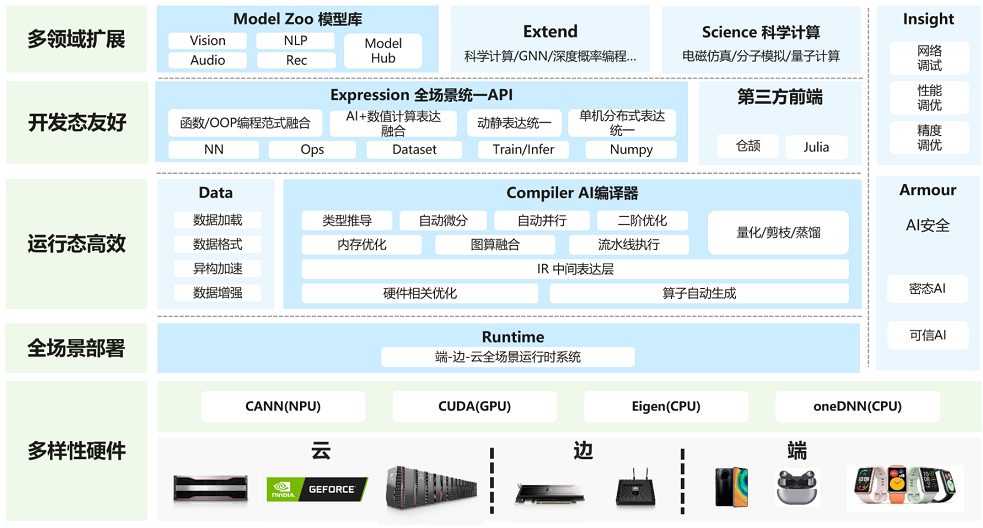 多领域扩展
Model Zoo 模型库
Vision
NLP
Model
Hub
Audio
Rec
Extend
科学计算/GNN/深度概率编程...
Science 科学计算
电磁仿真/分子模拟/量子计算
Insight
网络
调试
性能
调优
精度
调优
开发态友好
Expression 全场景统一API
函数/OOP编程范式融合
AI+数值计算表达
融合
动静表达统一
单机分布式表达
统一
NN
Ops
Dataset
Train/Infer
Numpy
第三方前端
仓颉
Julia
运行态高效
Data
数据加载
数据格式
异构加速
数据增强
Compiler AI编译器
类型推导
自动微分
自动并行
二阶优化
量化/剪枝/蒸馏
内存优化
图算融合
流水线执行
IR 中间表达层
硬件相关优化
算子自动生成
Armour
AI安全
密态AI
可信AI
全场景部署
Runtime
端-边-云全场景运行时系统
多样性硬件
CANN(NPU)
CUDA(GPU)
Eigen(CPU)
oneDNN(CPU)
云
边
端
NVIDIA
GEFORCE